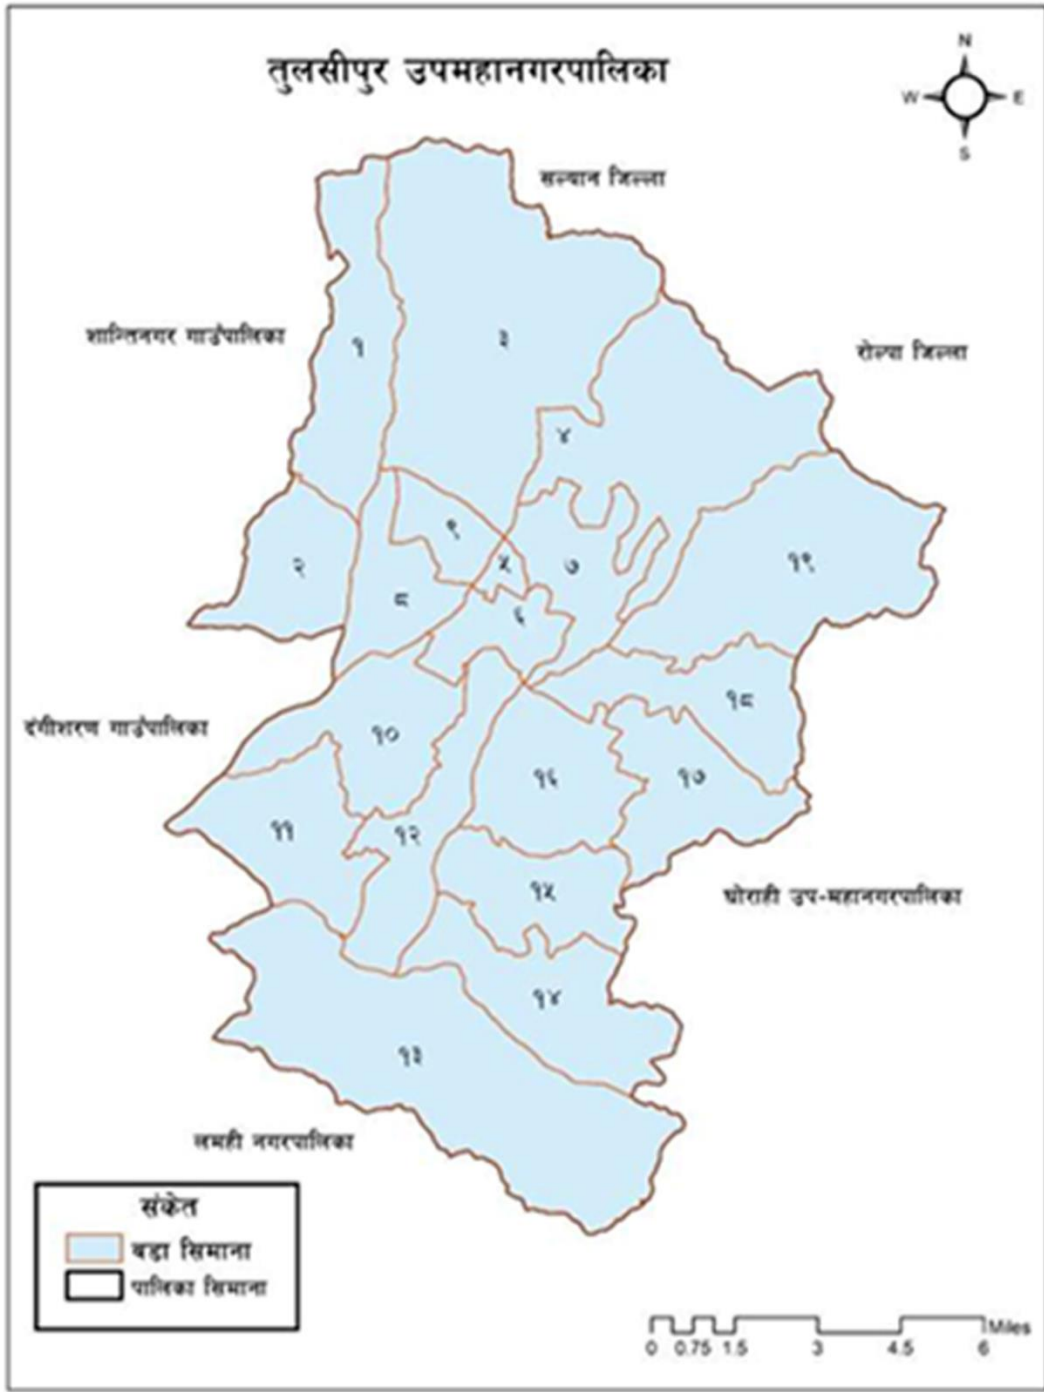 तुलसीपुर उपमहानगरपालिका
N
W
E
S
सल्यान जिल्ला
शान्तिनगर गाउँपालिका
रोल्पा जिल्ला
१
३
४
९
५
७
२
८
६
१९
१८
दंगीशरण गाउँपालिका
१०
१६
१७
११
१२
१५
घोराही उप-महानगरपालिका
१४
१३
लमही नगरपालिका
संकेत
वडा सिमाना
पालिका सिमाना
Miles
0 0.75 1.5 3 4.5 6